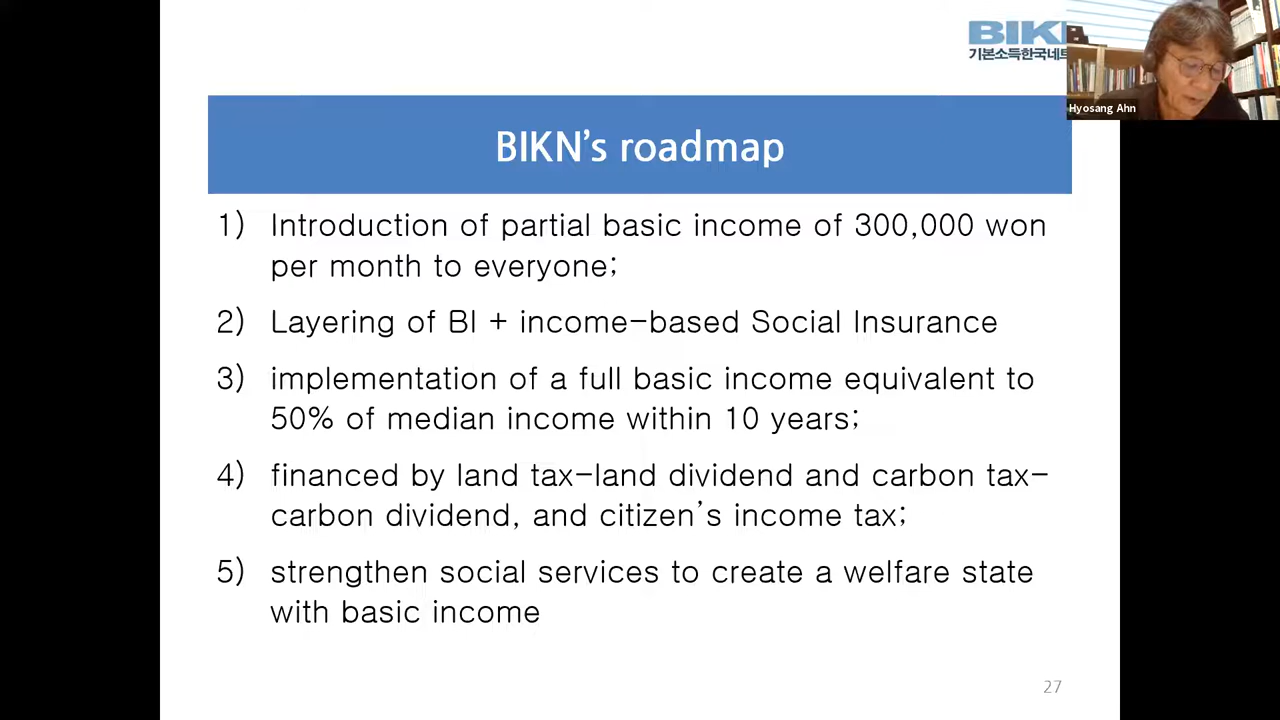 기본소득한국네
Hyosang Ahn
BIKN’s roadmap
1) Introduction of partial basic income of 300,000 won
per month to everyone;
2) Layering of BI + income-based Social Insurance
3) implementation of a full basic income equivalent to
50% of median income within 10 years;
4) financed by land tax-land dividend and carbon tax-
carbon dividend, and citizen’s income tax;
5) strengthen social services to create a welfare state
with basic income
27